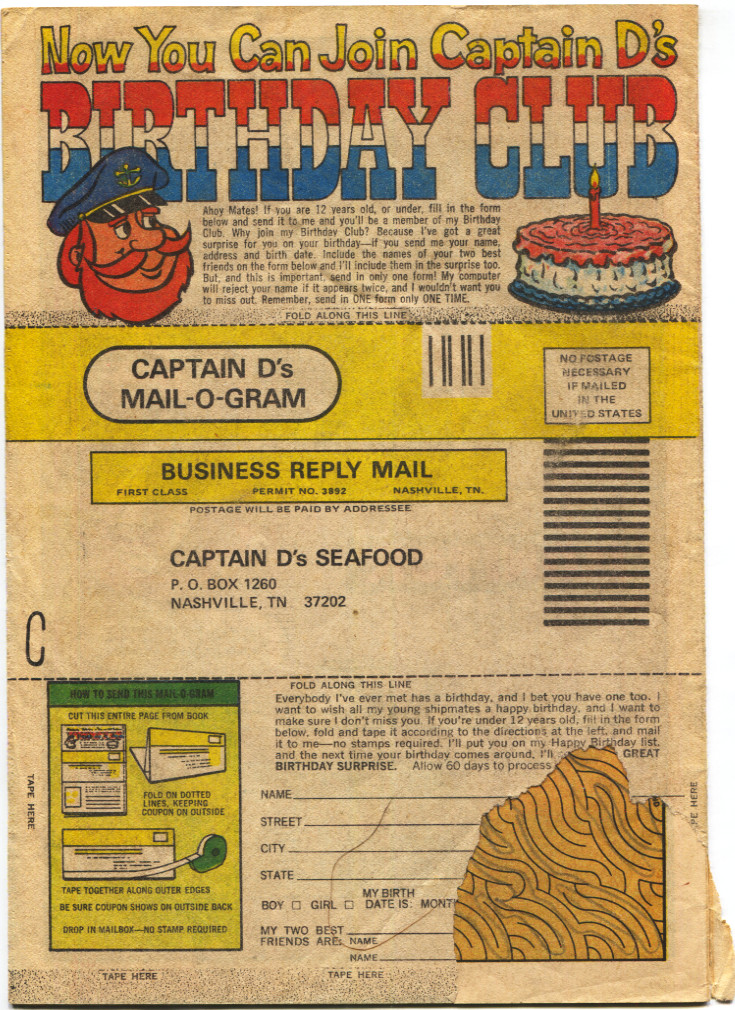 Now You Can Join Captain D's
BIRTHDAY CLUB
Ahoy Mates! If you are 12 years old, or under, fill in the form
below and send it to me and you'll be a member of my Birthday
Club. Why join my Birthday Club? Because I've got a great
surprise for you on your birthday—if you send me your name,
address and birth date. Include the names of your two best
friends on the form below and I'll include them in the surprise too.
But, and this is important, send in only one form! My computer
will reject your name if it appears twice, and I wouldn't want you
to miss out. Remember, send in ONE form only ONE TIME.
FOLD ALONG THIS LINE
CAPTAIN D's
MAIL-O-GRAM
NO POSTAGE
NECESSARY
IF MAILED
IN THE
UNITED STATES
BUSINESS REPLY MAIL
FIRST CLASS PERMIT NO. 3892 NASHVILLE, TN.
POSTAGE WILL BE PAID BY ADDRESSEE
CAPTAIN D's SEAFOOD
P. O. BOX 1260
NASHVILLE, TN 37202
C
FOLD ALONG THIS LINE
HOW TO SEND THIS MAIL-O-GRAM
CUT THIS ENTIRE PAGE FROM BOOK
FOLD ON DOTTED
LINES, KEEPING
COUPON ON OUTSIDE
TAPE TOGETHER ALONG OUTER EDGES
BE SURE COUPON SHOWS ON OUTSIDE BACK
DROP IN MAILBOX—NO STAMP REQUIRED
TAPE HERE
TAPE HERE
Everybody I've ever met has a birthday, and I bet you have one too. I
want to wish all my young shipmates a happy birthday, and I want to
make sure I don't miss you. If you're under 12 years old, fill in the form
below, fold and tape it according to the directions at the left, and mail
it to me—no stamps required. I'll put you on my Happy Birthday list,
and the next time your birthday comes around, I'll GREAT
BIRTHDAY SURPRISE. Allow 60 days to process
NAME
STREET
CITY
STATE
MY BIRTH
BOY □ GIRL □ DATE IS: MONT
MY TWO BEST
FRIENDS ARE: NAME
NAME
TAPE HERE
PE HERE